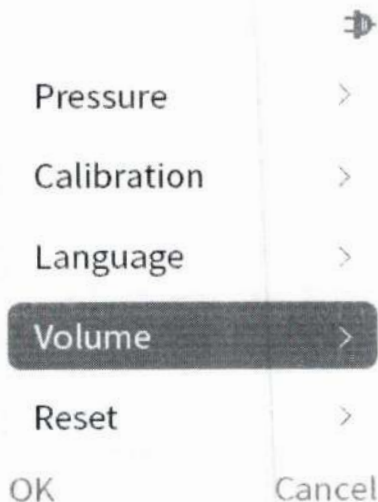 Pressure >
Calibration >
Language >
Volume >
Reset >
OK Cancel